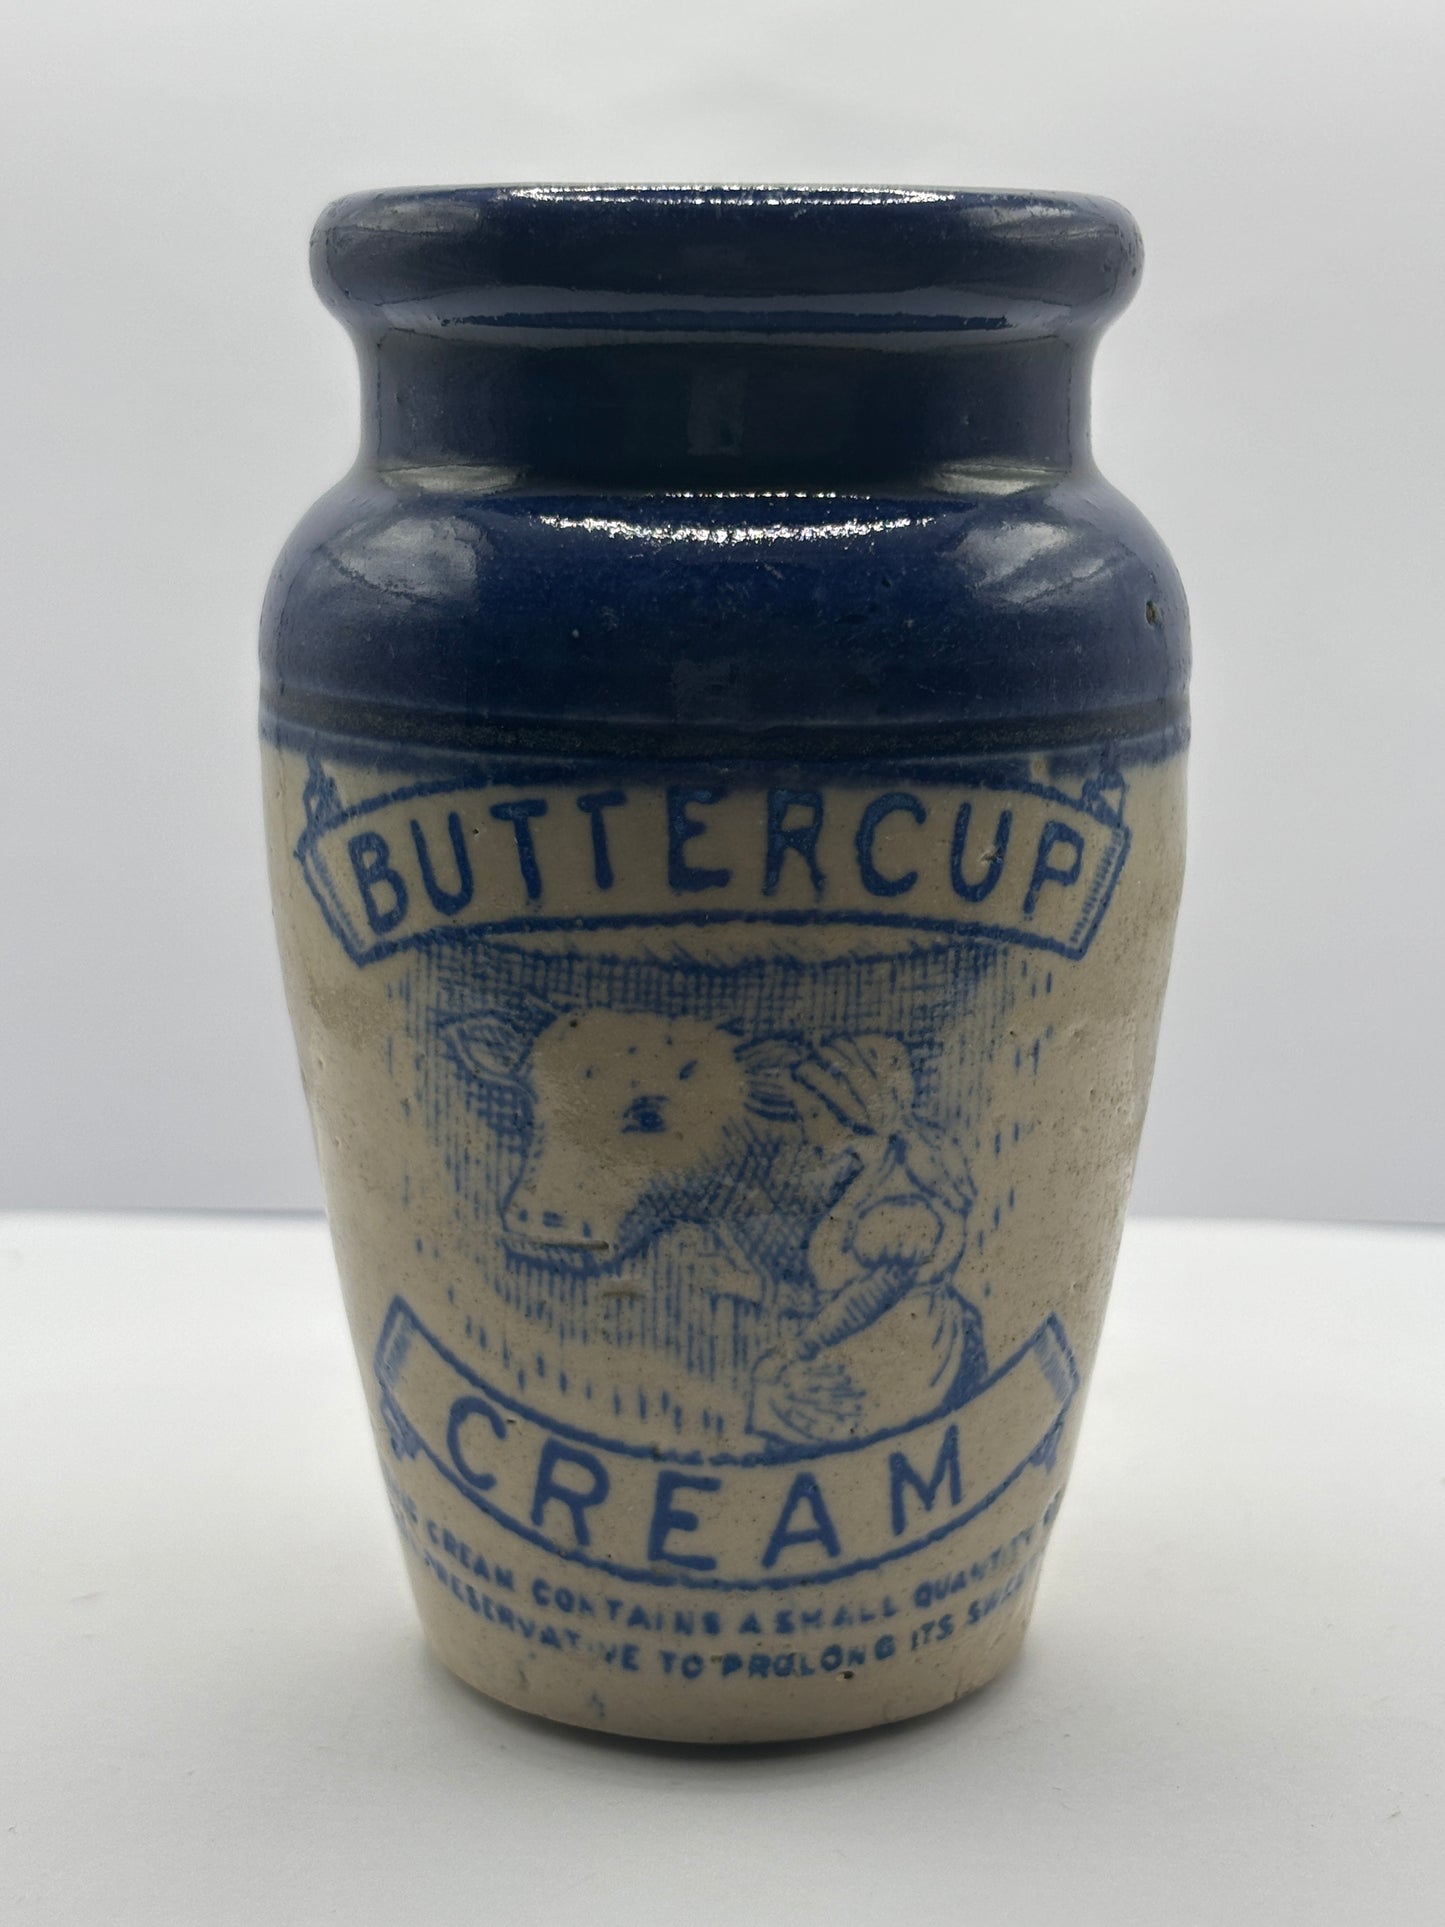 BUTTERCUP
CREAM
CREAM CONTAINS A SMALL QUANTITY
PRESERVATIVE TO PROLONG ITS